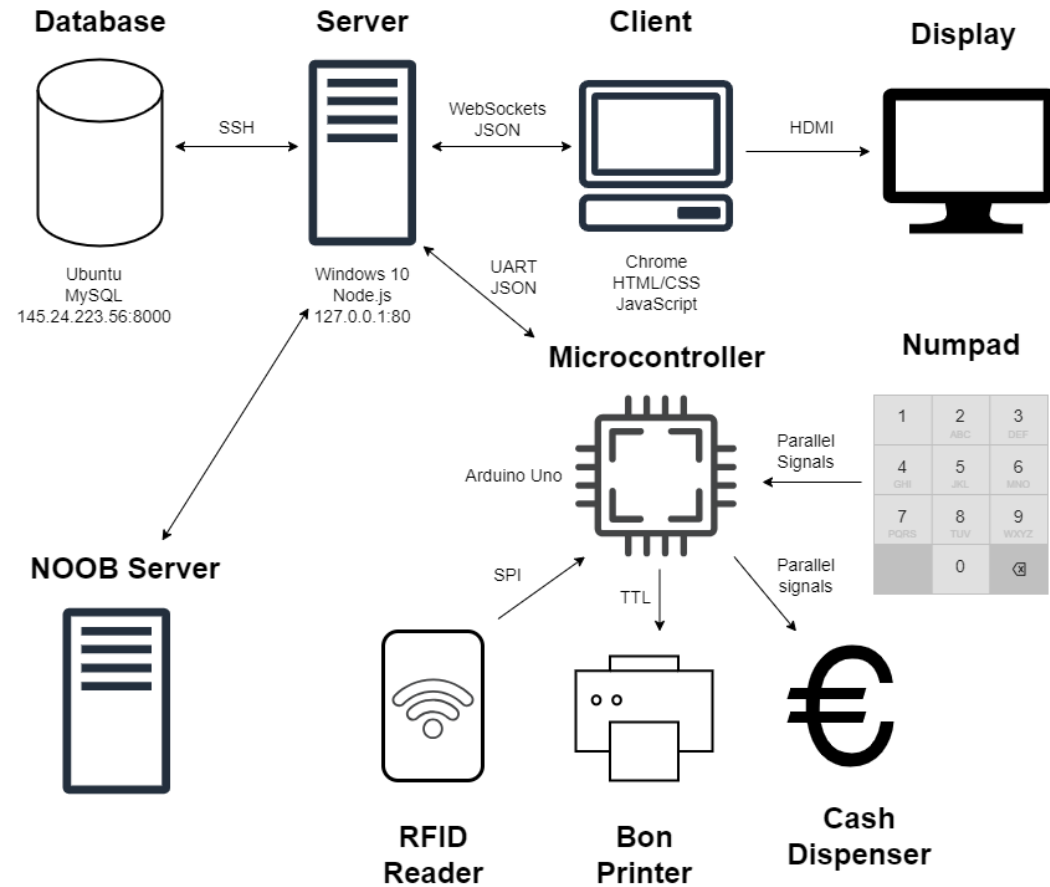 Database
Server
Client
Display
SSH
WebSockets
JSON
HDMI
Ubuntu
MySQL
145.24.223.56:8000
Windows 10
Node.js
127.0.0.1:80
UART
JSON
Chrome
HTML/CSS
JavaScript
Microcontroller
Numpad
Arduino Uno
Parallel
Signals
1
2
ABC
3
DEF
4
GHI
5
JKL
6
MNO
7
PQRS
8
TUV
9
WXYZ
0
NOOB Server
SPI
TTL
Parallel
signals
RFID
Reader
Bon
Printer
Cash
Dispenser